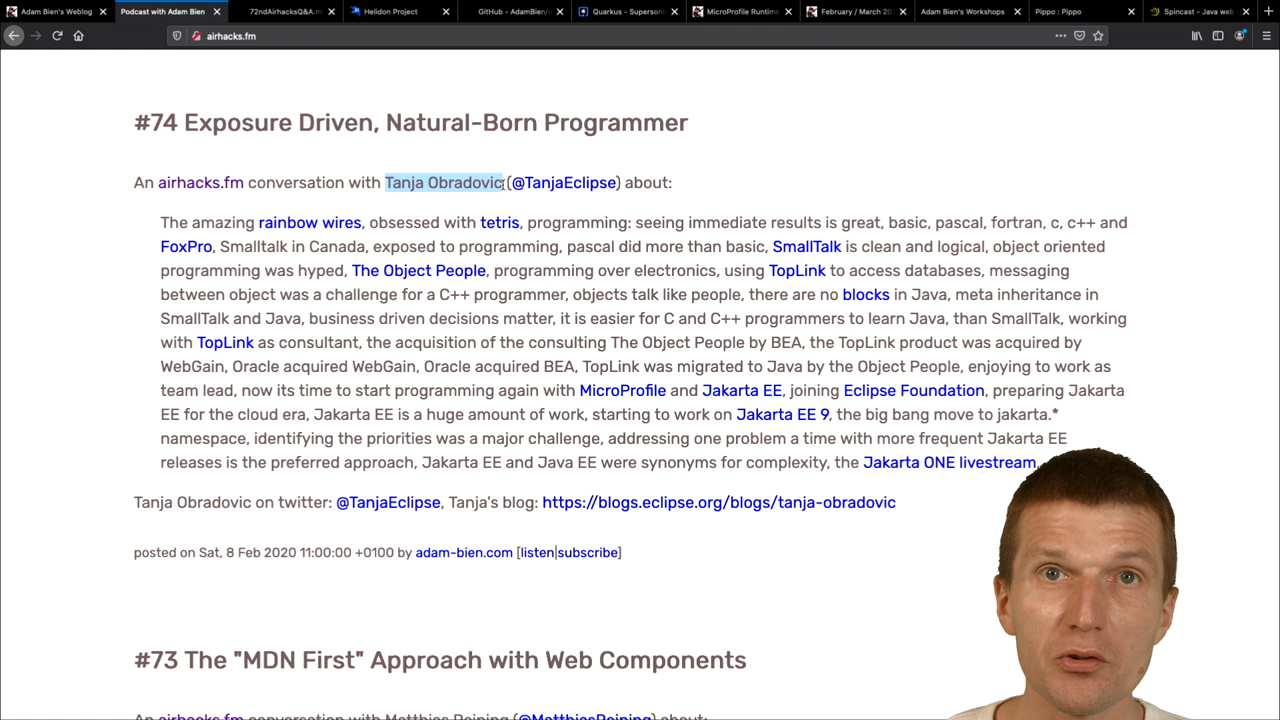 Adam Bien's Weblog
Podcast with Adam Bien
72ndAirhacksQ&A.m
Helidon Project
GitHub - AdamBien/
Quarkus - Superson
MicroProfile Runtime
February / March 202
Adam Bien's Workshops
Pippo : Pippo
Spincast - Java web
airhacks.fm
#74 Exposure Driven, Natural-Born Programmer
An airhacks.fm conversation with Tanja Obradovic (@TanjaEclipse) about:
The amazing rainbow wires, obsessed with tetris, programming: seeing immediate results is great, basic, pascal, fortran, c, c++ and
FoxPro, Smalltalk in Canada, exposed to programming, pascal did more than basic, SmallTalk is clean and logical, object oriented
programming was hyped, The Object People, programming over electronics, using TopLink to access databases, messaging
between object was a challenge for a C++ programmer, objects talk like people, there are no blocks in Java, meta inheritance in
SmallTalk and Java, business driven decisions matter, it is easier for C and C++ programmers to learn Java, than SmallTalk, working
with TopLink as consultant, the acquisition of the consulting The Object People by BEA, the TopLink product was acquired by
WebGain, Oracle acquired WebGain, Oracle acquired BEA, TopLink was migrated to Java by the Object People, enjoying to work as
team lead, now its time to start programming again with MicroProfile and Jakarta EE, joining Eclipse Foundation, preparing Jakarta
EE for the cloud era, Jakarta EE is a huge amount of work, starting to work on Jakarta EE 9, the big bang move to jakarta.*
namespace, identifying the priorities was a major challenge, addressing one problem a time with more frequent Jakarta EE
releases is the preferred approach, Jakarta EE and Java EE were synonyms for complexity, the Jakarta ONE livestream,
Tanja Obradovic on twitter: @TanjaEclipse, Tanja's blog: https://blogs.eclipse.org/blogs/tanja-obradovic
posted on Sat, 8 Feb 2020 11:00:00 +0100 by adam-bien.com [listen|subscribe]
#73 The "MDN First" Approach with Web Components
An airhacks.fm conversation with Matthias Reining (@MatthiasReining) about: